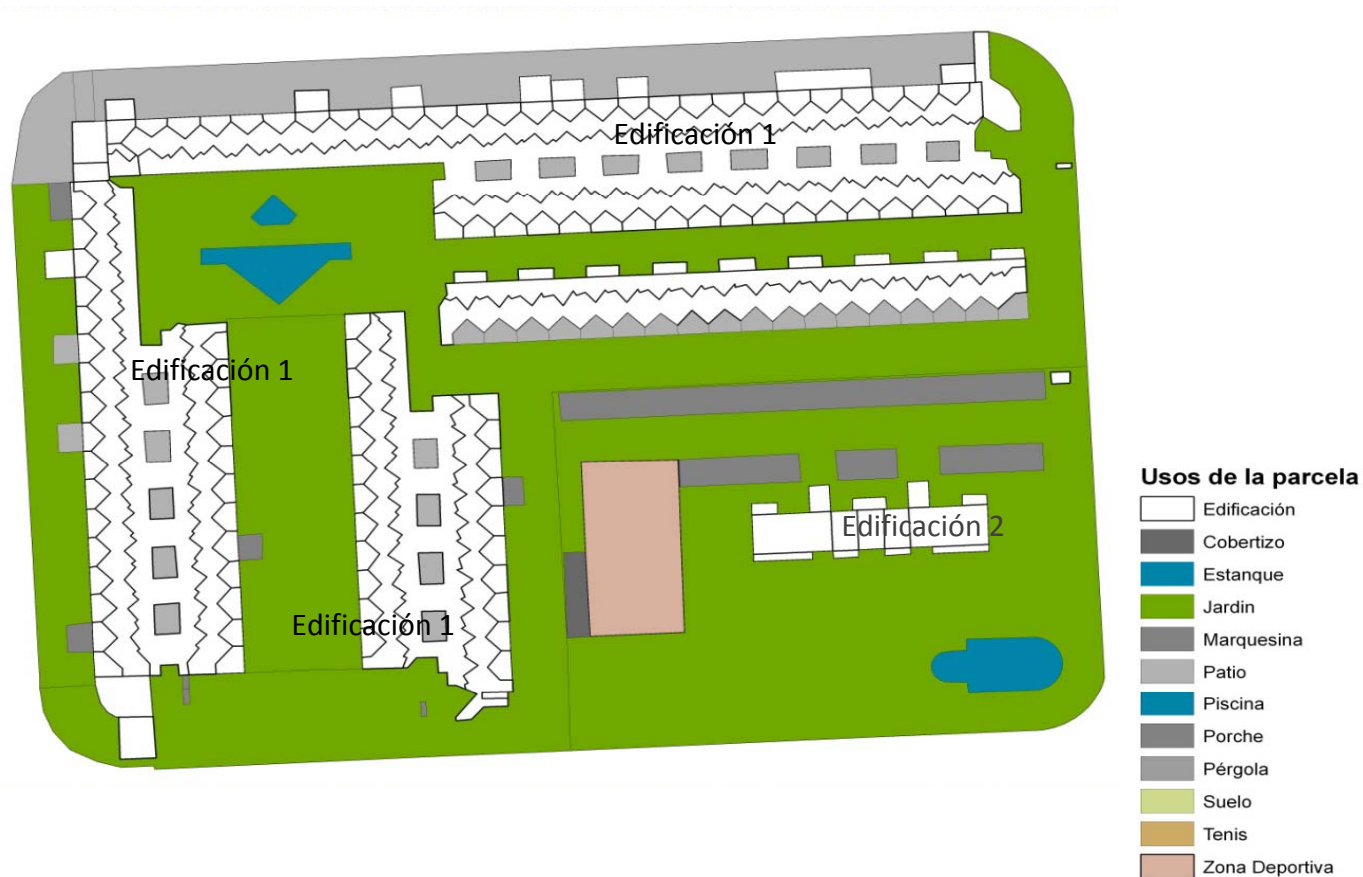 Edificación 1
Edificación 1
Edificación 2
Edificación 1
Usos de la parcela
Edificación
Cobertizo
Estanque
Jardin
Marquesina
Patio
Piscina
Porche
Pérgola
Suelo
Tenis
Zona Deportiva